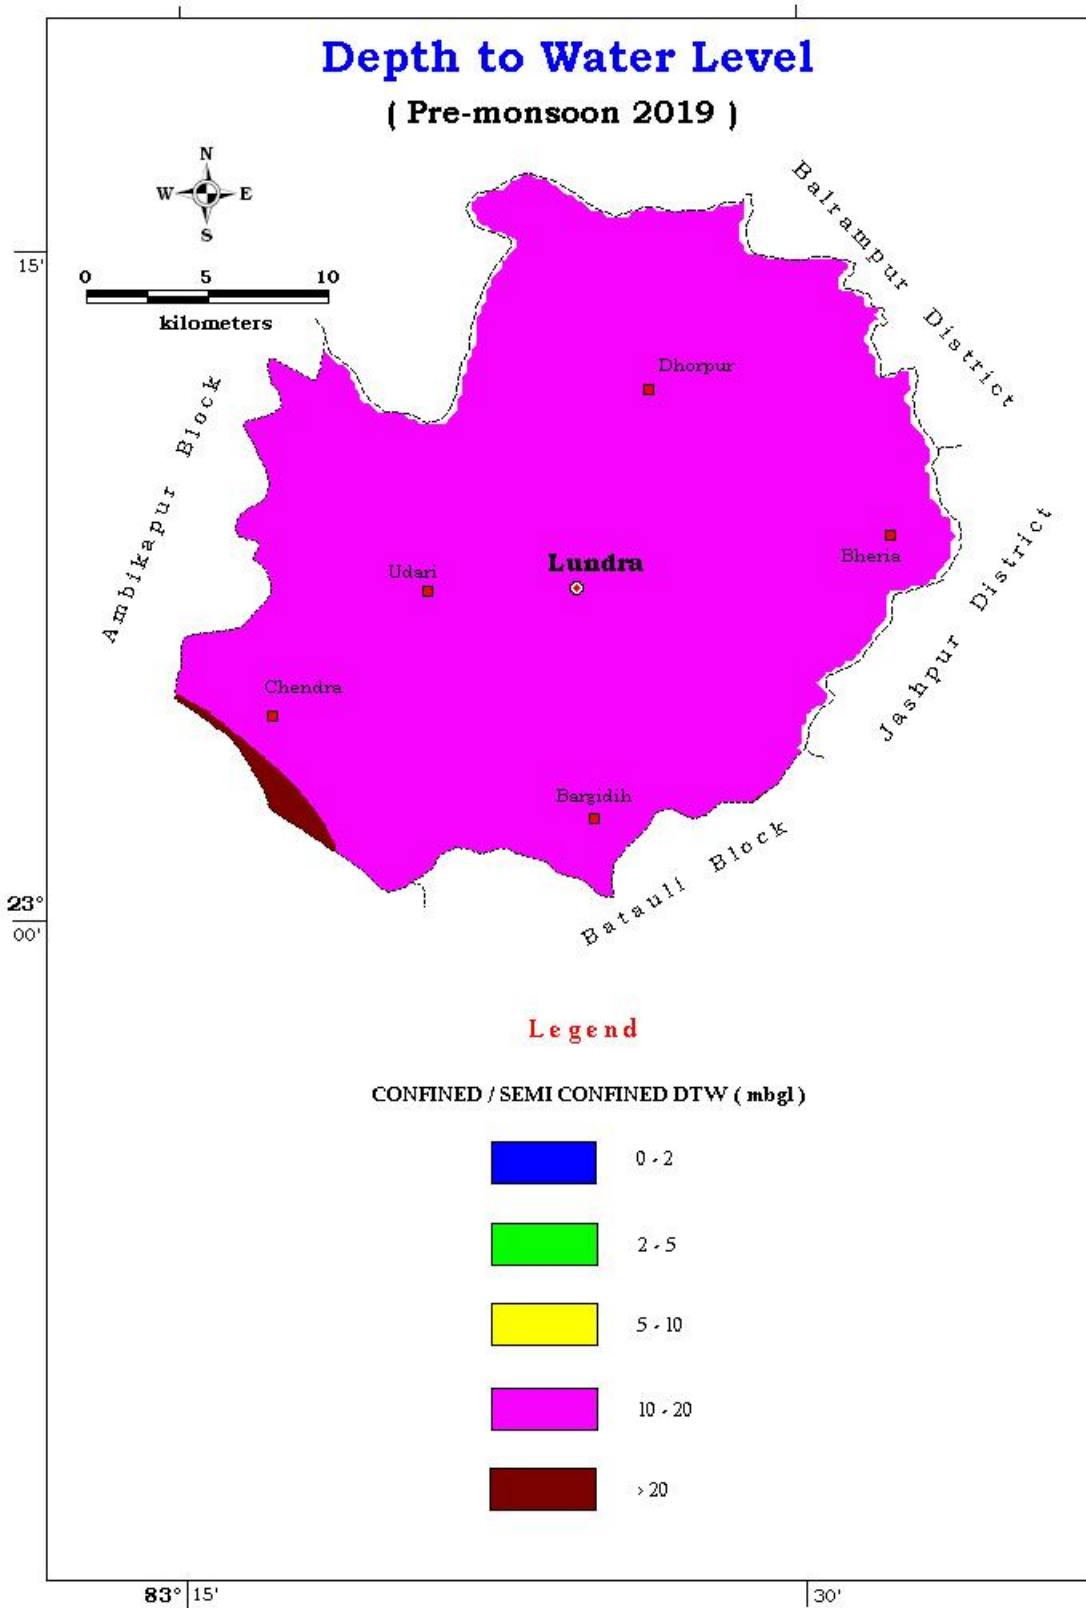 Depth to Water Level
( Pre-monsoon 2019 )
N
W E
S
15'
0 5 10
kilometers
Balrampur District
Ambikapur Block
Dhorpur
Jashpur District
Bheria
Lundra
Udari
Chendra
Bargidih
Batauli Block
23°
00'
Legend
CONFINED / SEMI CONFINED DTW ( mbgl )
0 - 2
2 - 5
5 - 10
10 - 20
> 20
83° 15' 30'